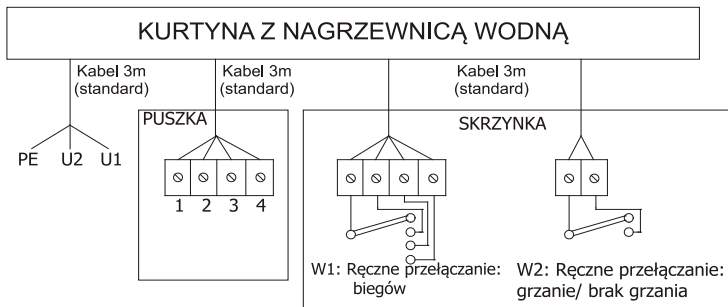 KURTYNA Z NAGRZEWNICĄ WODNĄ
Kabel 3m
(standard)
Kabel 3m
(standard)
Kabel 3m
(standard)
PE U2 U1
PUSZKA
1 2 3 4
SKRZYNKA
W1: Ręczne przełączanie:
biegów
W2: Ręczne przełączanie:
grzanie/ brak grzania